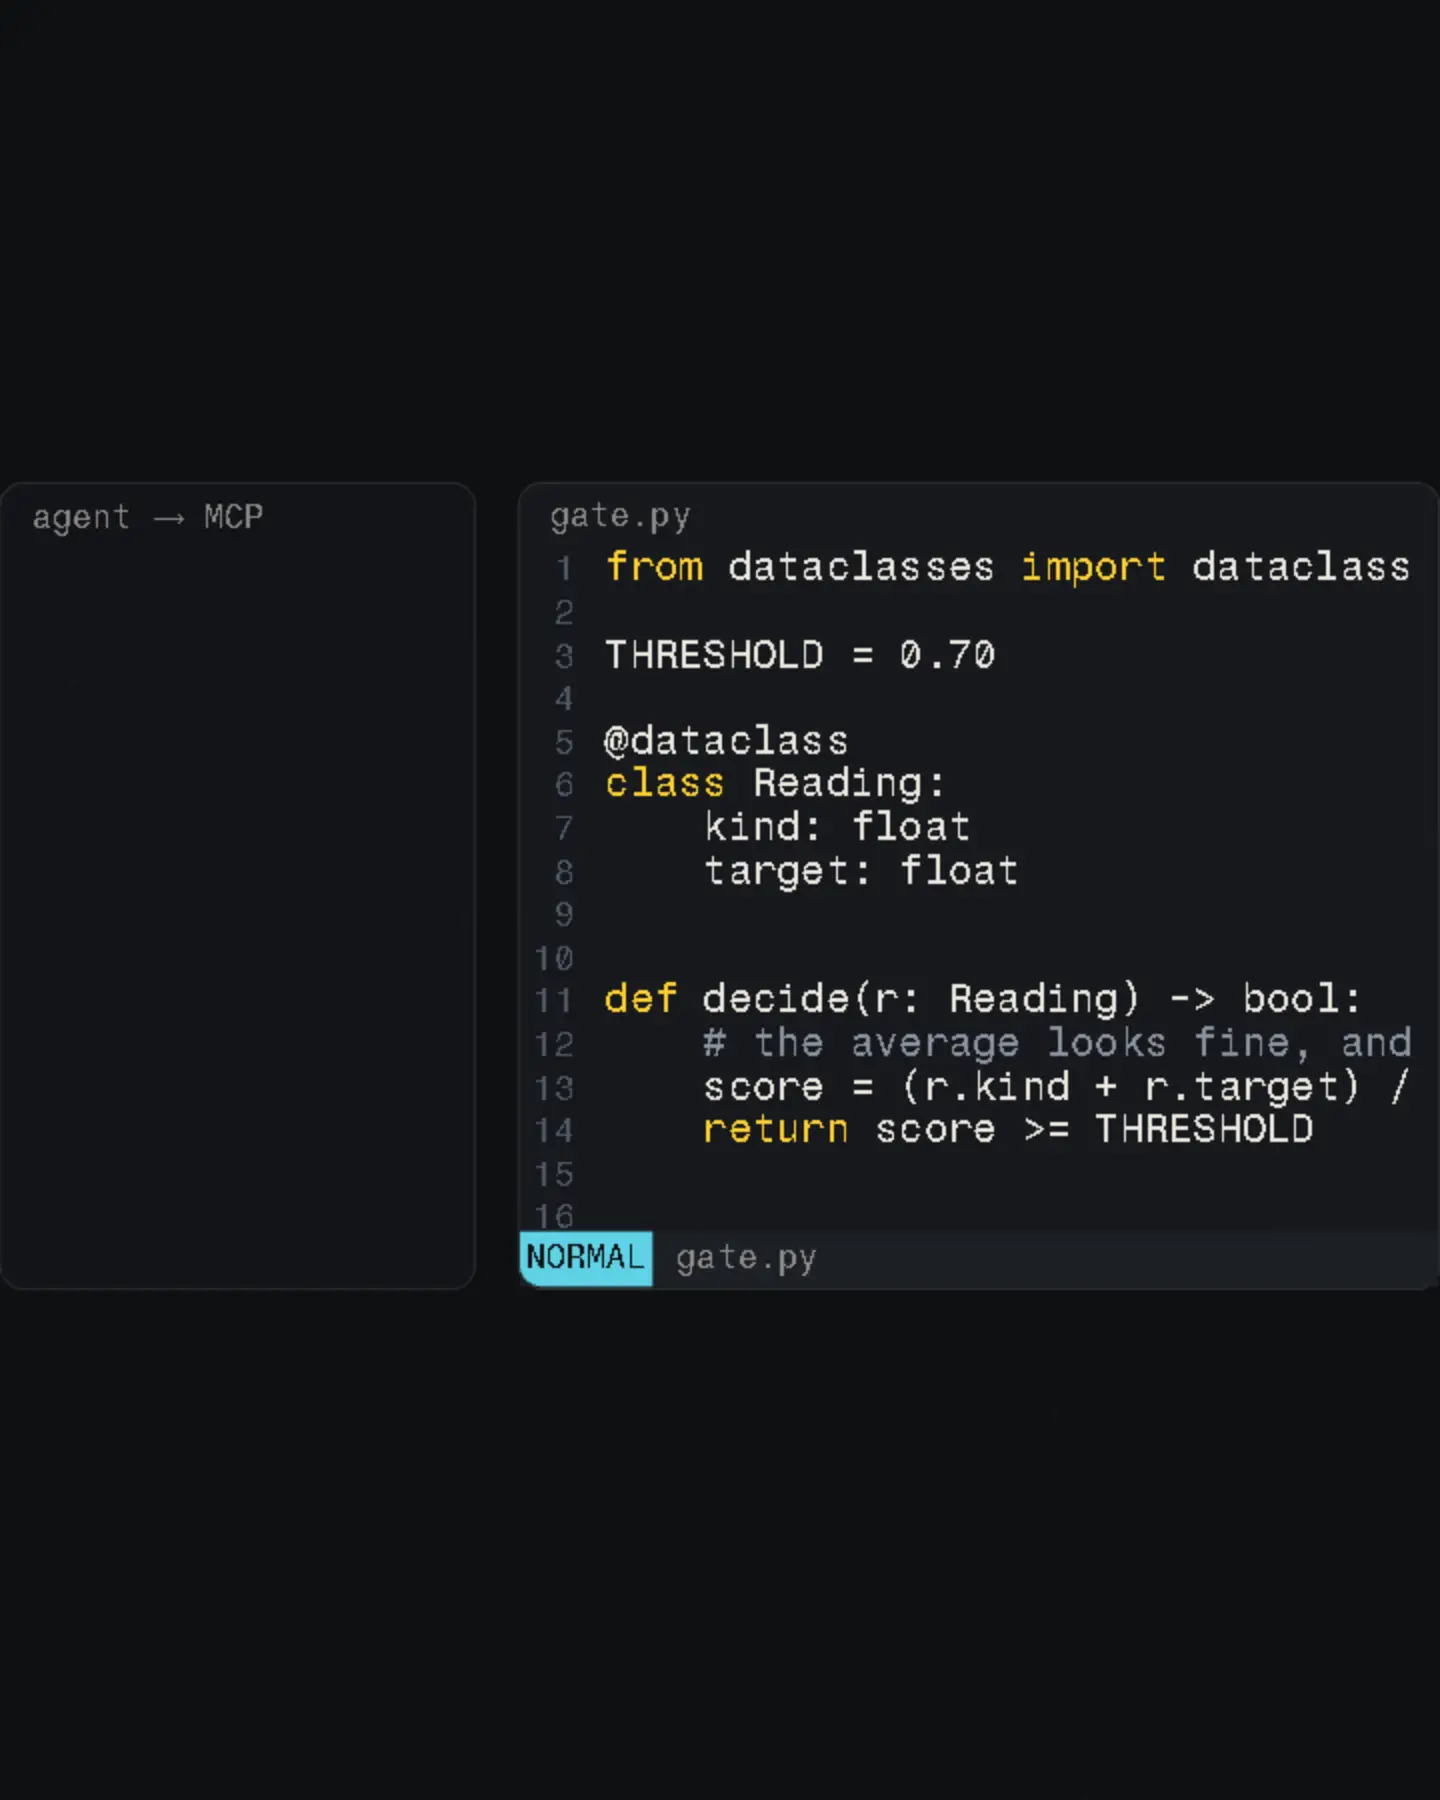 agent → MCP
gate.py
1 from dataclasses import dataclass
2
3 THRESHOLD = 0.70
4
5 @dataclass
6 class Reading:
7     kind: float
8     target: float
9
10
11 def decide(r: Reading) -> bool:
12     # the average looks fine, and
13     score = (r.kind + r.target) /
14     return score >= THRESHOLD
15
16
NORMAL gate.py